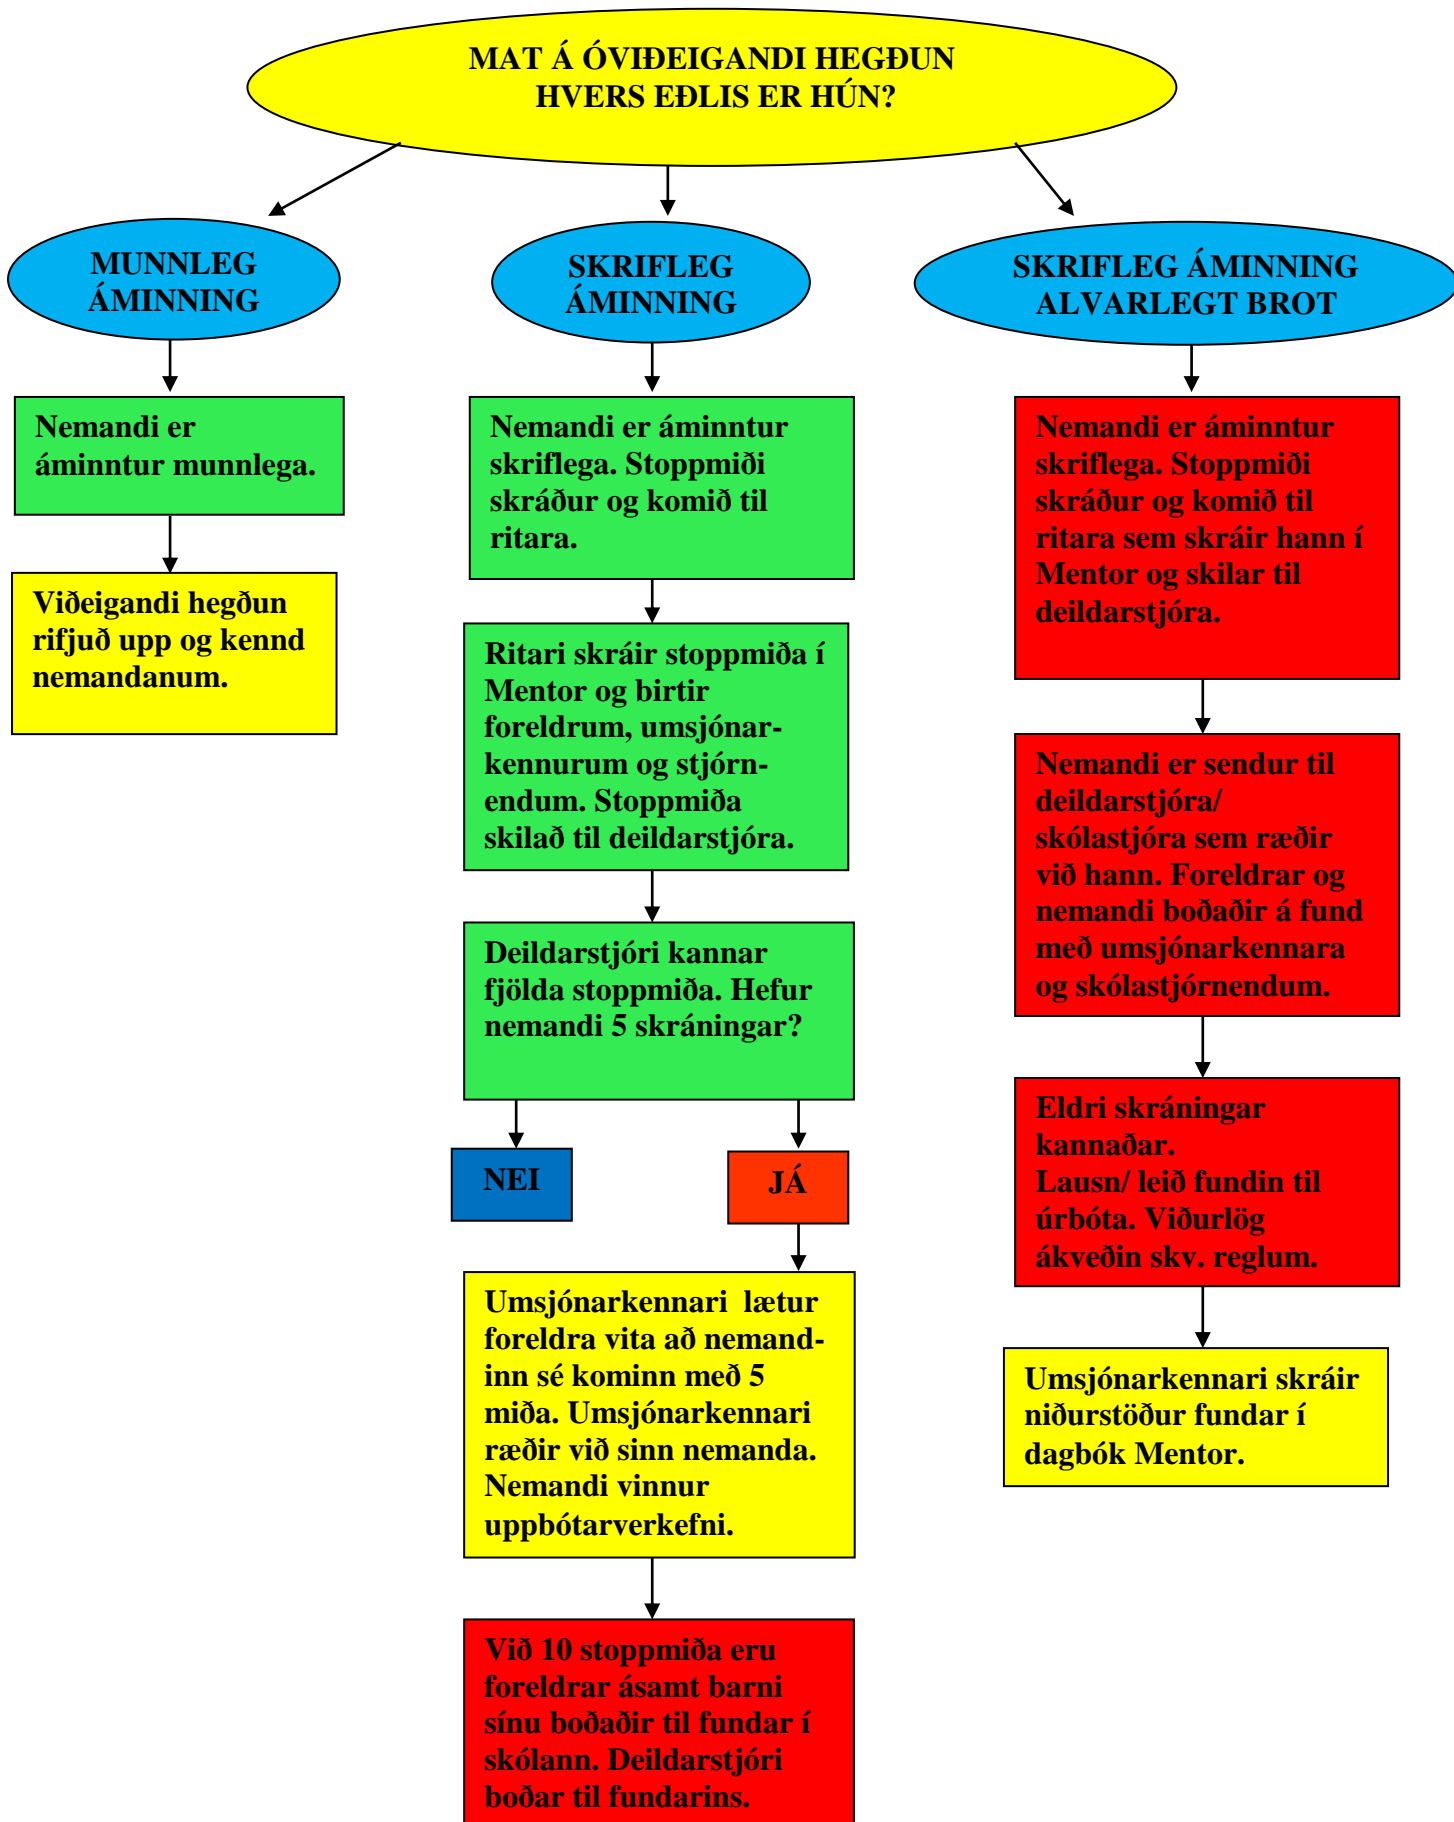 MAT Á ÓVIÐEIGANDI HEGÐUN
HVERS EÐLIS ER HÚN?
MUNNLEG
ÁMINNING
Nemandi er
áminntur munnlega.
Viðeigandi hegðun
rifjuð upp og kennd
nemandanum.
SKRIFLEG
ÁMINNING
Nemandi er áminntur
skriflega. Stoppmiði
skráður og komið til
ritara.
Ritari skráir stoppmiða í
Mentor og birtir
foreldrum, umsjónar-
kennurum og stjórn-
endum. Stoppmiða
skilað til deildarstjóra.
Deildarstjóri kannar
fjölda stoppmiða. Hefur
nemandi 5 skráningar?
NEI
JÁ
Umsjónarkennari  lætur
foreldra vita að nemand-
inn sé kominn með 5
miða. Umsjónarkennari
ræðir við sinn nemanda.
Nemandi vinnur
uppbótarverkefni.
Við 10 stoppmiða eru
foreldrar ásamt barni
sínu boðaðir til fundar í
skólann. Deildarstjóri
boðar til fundarins.
SKRIFLEG ÁMINNING
ALVARLEGT BROT
Nemandi er áminntur
skriflega. Stoppmiði
skráður og komið til
ritara sem skráir hann í
Mentor og skilar til
deildarstjóra.
Nemandi er sendur til
deildarstjóra/
skólastjóra sem ræðir
við hann. Foreldrar og
nemandi boðaðir á fund
með umsjónarkennara
og skólastjórnendum.
Eldri skráningar
kannaðar.
Lausn/ leið fundin til
úrbóta. Viðurlög
ákveðin skv. reglum.
Umsjónarkennari skráir
niðurstöður fundar í
dagbók Mentor.